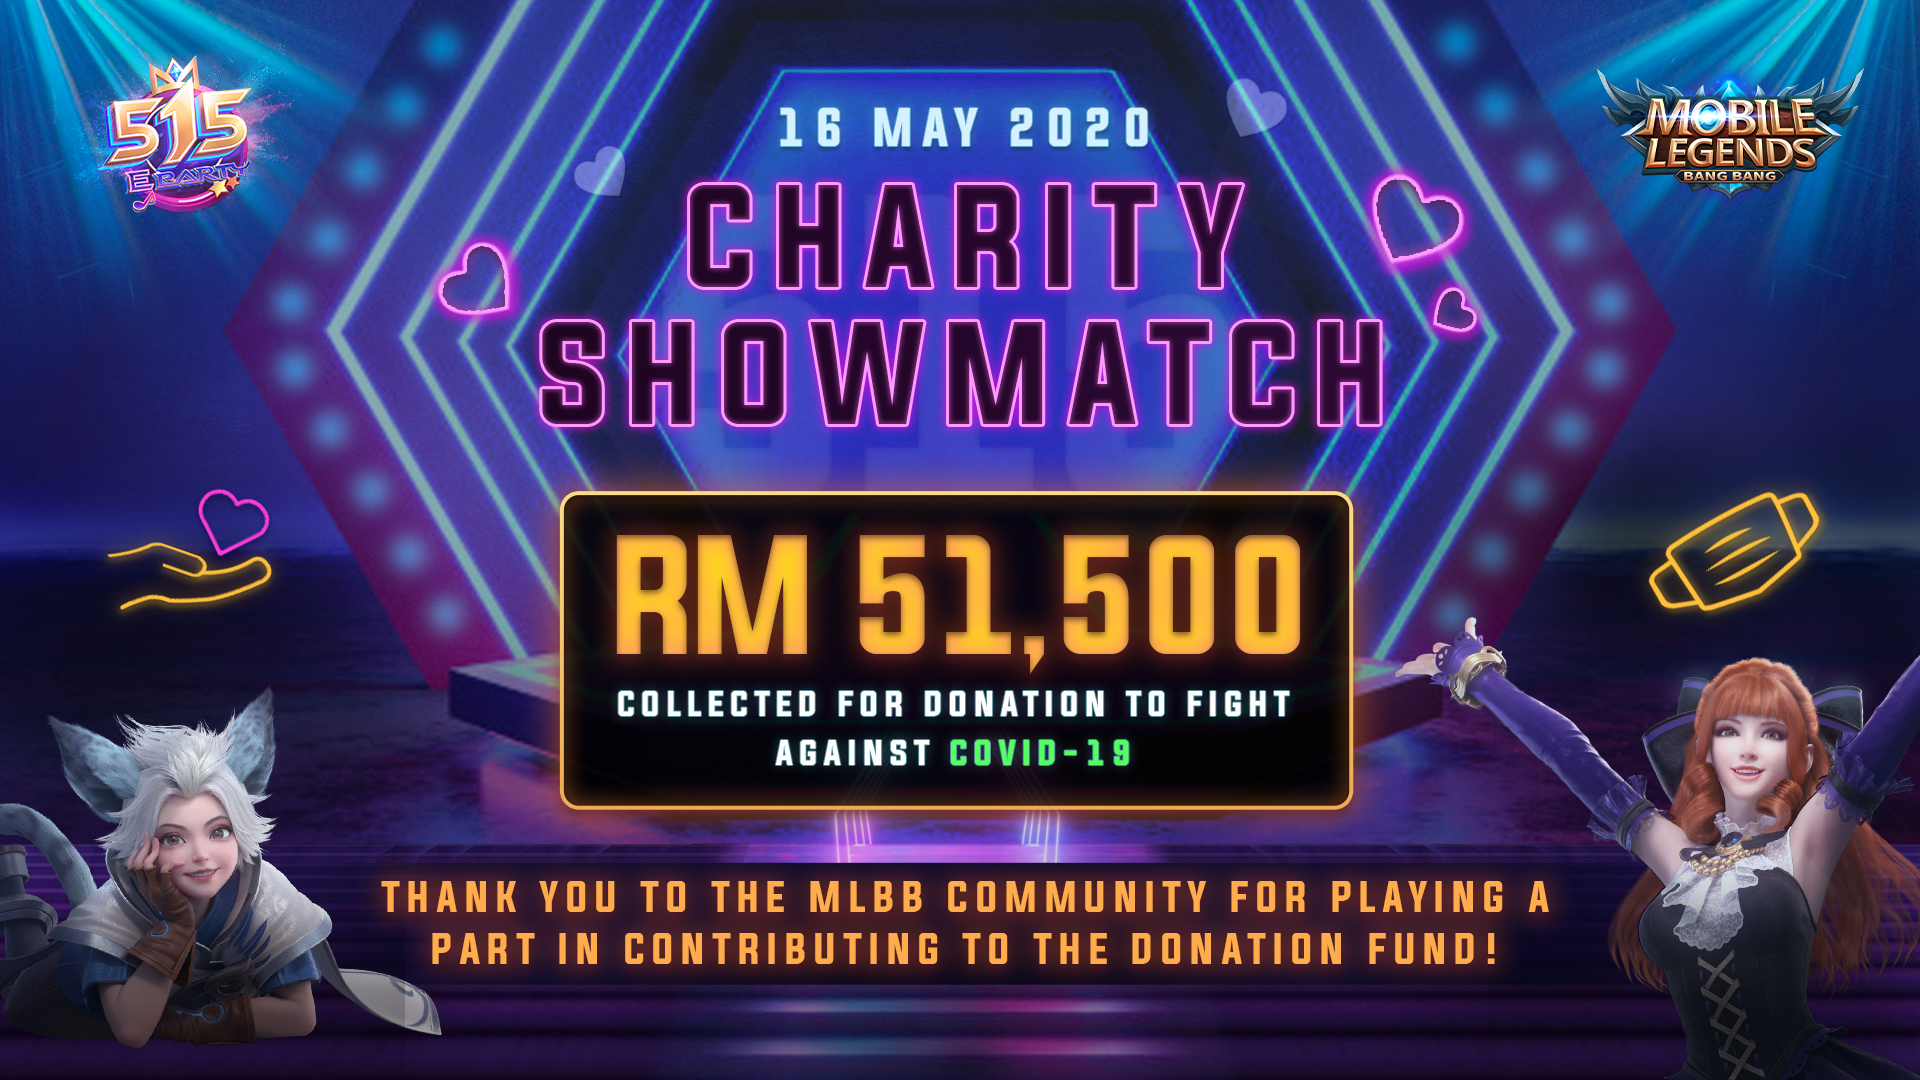 515
E PARTY
MOBILE
LEGENDS
BANG BANG
16 MAY 2020
CHARITY
SHOWMATCH
RM 51,500
COLLECTED FOR DONATION TO FIGHT
AGAINST COVID-19
THANK YOU TO THE MLBB COMMUNITY FOR PLAYING A
PART IN CONTRIBUTING TO THE DONATION FUND!